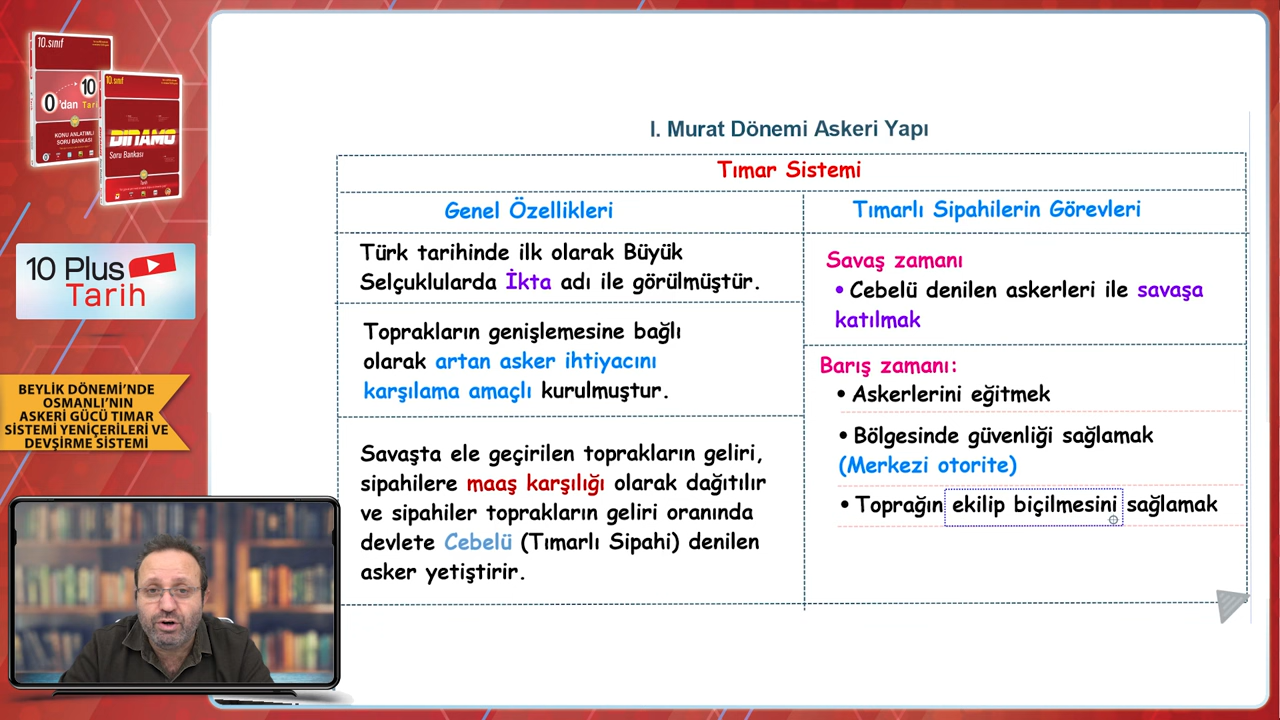 10.sınıf
0'dan 10
Tarih
KONU ANLATIMLI
SORU BANKASI
10.sınıf
DINAMO
Soru Bankası
Tarih
10 Plus
Tarih
BEYLİK DÖNEMİ'NDE
OSMANLI'NIN
ASKERİ GÜCÜ TIMAR
SİSTEMİ YENİÇERİLERİ VE
DEVŞİRME SİSTEMİ
I. Murat Dönemi Askeri Yapı
Tımar Sistemi
Genel Özellikleri
Türk tarihinde ilk olarak Büyük
Selçuklularda İkta adı ile görülmüştür.
Toprakların genişlemesine bağlı
olarak artan asker ihtiyacını
karşılama amaçlı kurulmuştur.
Savaşta ele geçirilen toprakların geliri,
sipahilere maaş karşılığı olarak dağıtılır
ve sipahiler toprakların geliri oranında
devlete Cebelü (Tımarlı Sipahi) denilen
asker yetiştirir.
Tımarlı Sipahilerin Görevleri
Savaş zamanı
• Cebelü denilen askerleri ile savaşa
katılmak
Barış zamanı:
• Askerlerini eğitmek
• Bölgesinde güvenliği sağlamak
(Merkezi otorite)
• Toprağın ekilip biçilmesini sağlamak